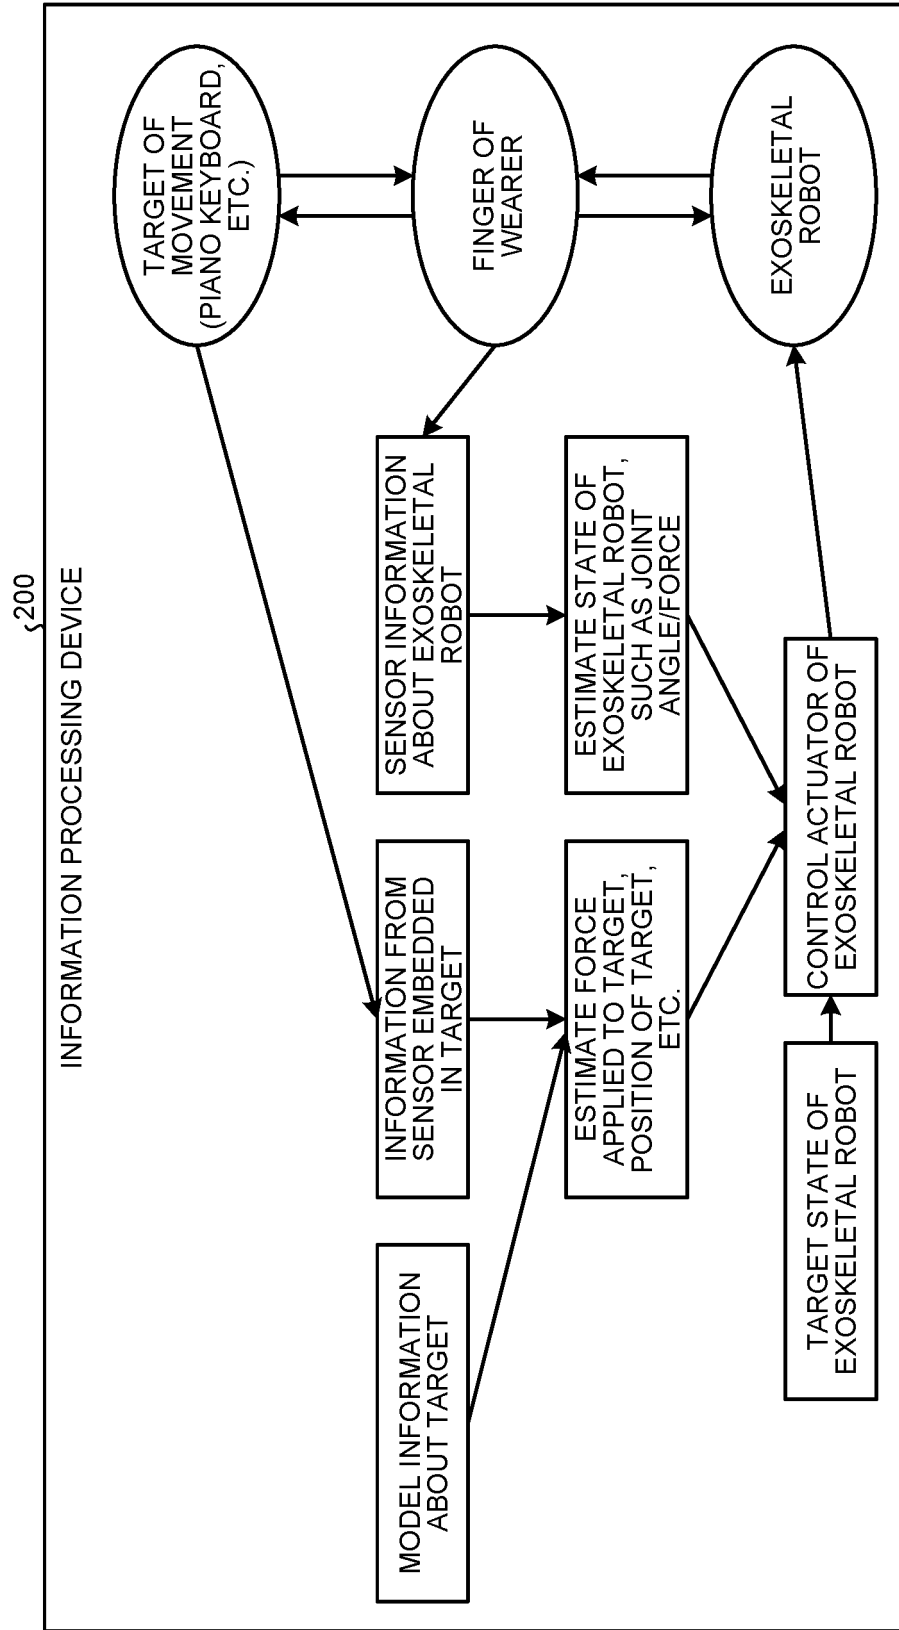 200
INFORMATION PROCESSING DEVICE
TARGET OF
MOVEMENT
(PIANO KEYBOARD,
ETC.)
FINGER OF
WEARER
EXOSKELETAL
ROBOT
MODEL INFORMATION
ABOUT TARGET
INFORMATION FROM
SENSOR EMBEDDED
IN TARGET
SENSOR INFORMATION
ABOUT EXOSKELETAL
ROBOT
ESTIMATE FORCE
APPLIED TO TARGET,
POSITION OF TARGET,
ETC.
ESTIMATE STATE OF
EXOSKELETAL ROBOT,
SUCH AS JOINT
ANGLE/FORCE
TARGET STATE OF
EXOSKELETAL ROBOT
CONTROL ACTUATOR OF
EXOSKELETAL ROBOT